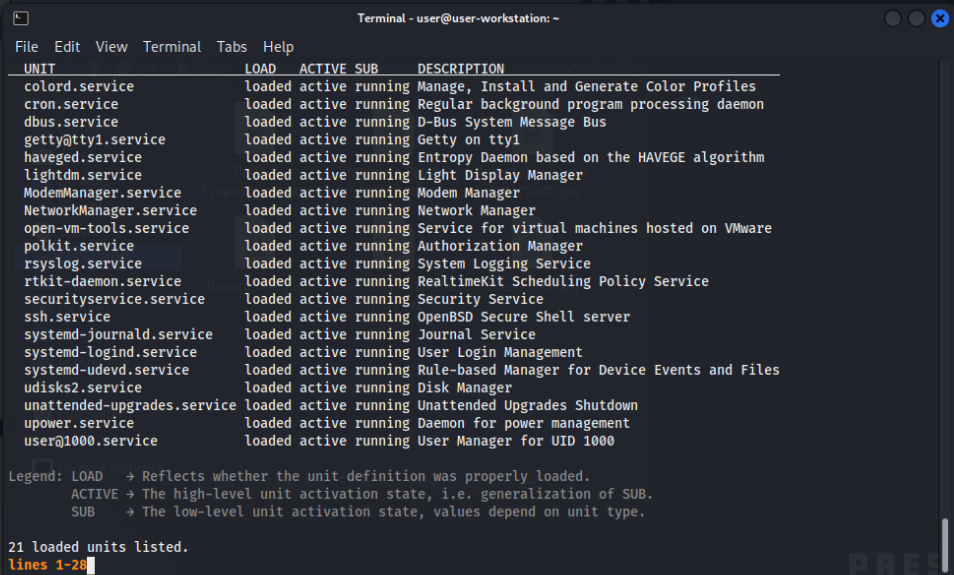 Terminal - user@user-workstation: ~
File Edit View Terminal Tabs Help
UNIT LOAD ACTIVE SUB DESCRIPTION
colord.service loaded active running Manage, Install and Generate Color Profiles
cron.service loaded active running Regular background program processing daemon
dbus.service loaded active running D-Bus System Message Bus
getty@tty1.service loaded active running Getty on tty1
haveged.service loaded active running Entropy Daemon based on the HAVEGE algorithm
lightdm.service loaded active running Light Display Manager
ModemManager.service loaded active running Modem Manager
NetworkManager.service loaded active running Network Manager
open-vm-tools.service loaded active running Service for virtual machines hosted on VMware
polkit.service loaded active running Authorization Manager
rsyslog.service loaded active running System Logging Service
rtkit-daemon.service loaded active running RealtimeKit Scheduling Policy Service
securityservice.service loaded active running Security Service
ssh.service loaded active running OpenBSD Secure Shell server
systemd-journald.service loaded active running Journal Service
systemd-logind.service loaded active running User Login Management
systemd-udevd.service loaded active running Rule-based Manager for Device Events and Files
udisks2.service loaded active running Disk Manager
unattended-upgrades.service loaded active running Unattended Upgrades Shutdown
upower.service loaded active running Daemon for power management
user@1000.service loaded active running User Manager for UID 1000
Legend: LOAD → Reflects whether the unit definition was properly loaded.
ACTIVE → The high-level unit activation state, i.e. generalization of SUB.
SUB → The low-level unit activation state, values depend on unit type.
21 loaded units listed.
lines 1-28